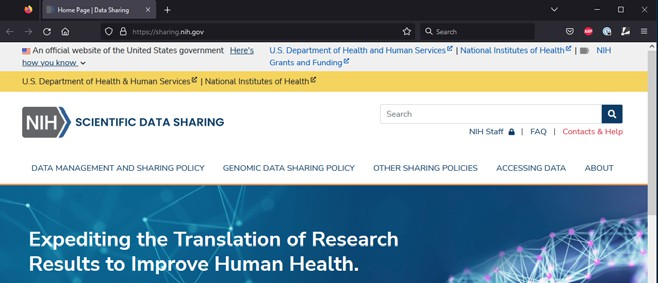 Home Page | Data Sharing
https://sharing.nih.gov
Search
An official website of the United States government Here's
how you know
U.S. Department of Health and Human Services | National Institutes of Health | NIH
Grants and Funding
U.S. Department of Health & Human Services | National Institutes of Health
NIH SCIENTIFIC DATA SHARING
Search
NIH Staff | FAQ | Contacts & Help
DATA MANAGEMENT AND SHARING POLICY GENOMIC DATA SHARING POLICY OTHER SHARING POLICIES ACCESSING DATA ABOUT
Expediting the Translation of Research
Results to Improve Human Health.